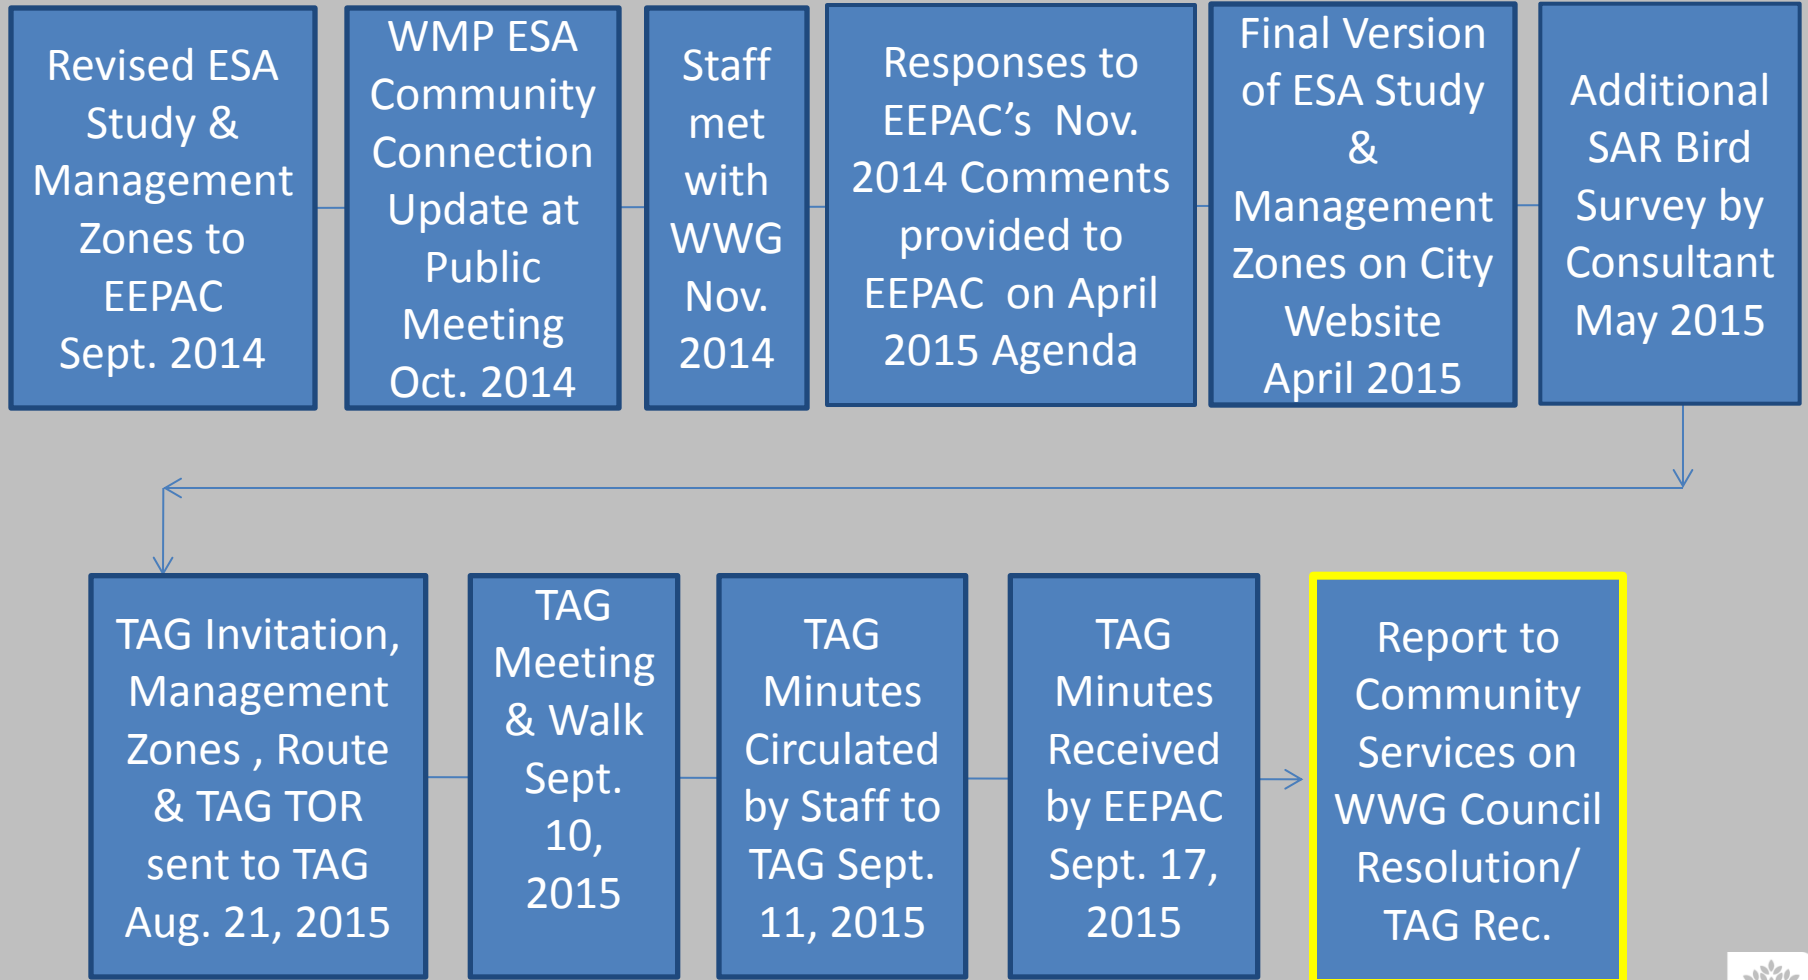 Revised ESA
Study &
Management
Zones to
EEPAC
Sept. 2014
WMP ESA
Community
Connection
Update at
Public
Meeting
Oct. 2014
Staff
met
with
WWG
Nov.
2014
Responses to
EEPAC’s Nov.
2014 Comments
provided to
EEPAC on April
2015 Agenda
Final Version
of ESA Study
&
Management
Zones on City
Website
April 2015
Additional
SAR Bird
Survey by
Consultant
May 2015
TAG Invitation,
Management
Zones , Route
& TAG TOR
sent to TAG
Aug. 21, 2015
TAG
Meeting
& Walk
Sept.
10,
2015
TAG
Minutes
Circulated
by Staff to
TAG Sept.
11, 2015
TAG
Minutes
Received
by EEPAC
Sept. 17,
2015
Report to
Community
Services on
WWG Council
Resolution/
TAG Rec.